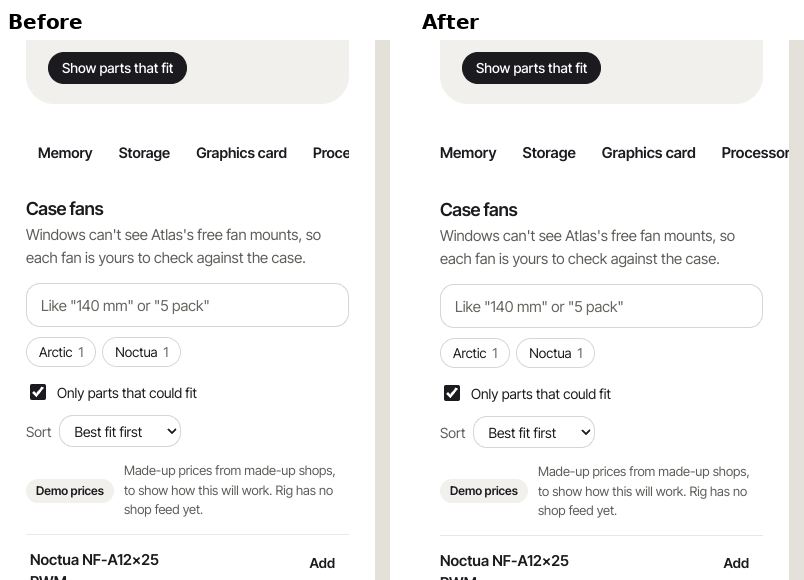 Before
Show parts that fit
Memory Storage Graphics card Proce
Case fans
Windows can't see Atlas's free fan mounts, so
each fan is yours to check against the case.
Like "140 mm" or "5 pack"
Arctic 1 Noctua 1
Only parts that could fit
Sort Best fit first
Demo prices
Made-up prices from made-up shops,
to show how this will work. Rig has no
shop feed yet.
Noctua NF-A12×25
PWM
Add
After
Show parts that fit
Memory Storage Graphics card Processor
Case fans
Windows can't see Atlas's free fan mounts, so
each fan is yours to check against the case.
Like "140 mm" or "5 pack"
Arctic 1 Noctua 1
Only parts that could fit
Sort Best fit first
Demo prices
Made-up prices from made-up shops,
to show how this will work. Rig has no
shop feed yet.
Noctua NF-A12×25
PWM
Add